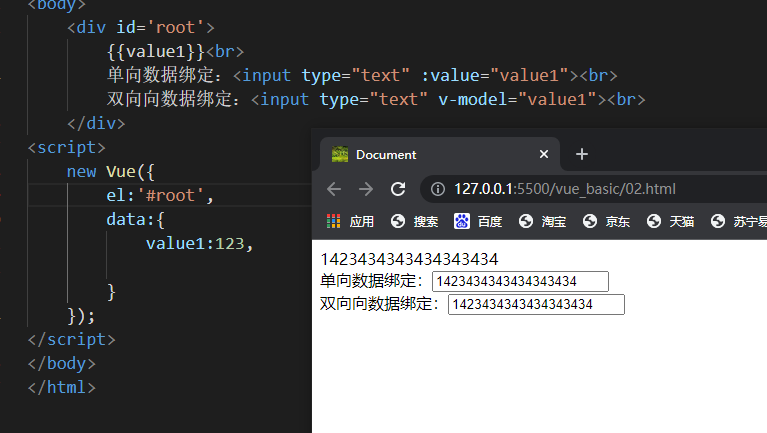 <body>
<div id='root'>
{{value1}}<br>
单向数据绑定：<input type="text" :value="value1"><br>
双向向数据绑定：<input type="text" v-model="value1"><br>
</div>
<script>
new Vue({
el:'#root',
data:{
value1:123,
}
});
</script>
</body>
</html>
Document
127.0.0.1:5500/vue_basic/02.html
应用 搜索 百度 淘宝 京东 天猫 苏宁易
1423434343434343434
单向数据绑定：1423434343434343434
双向向数据绑定：1423434343434343434